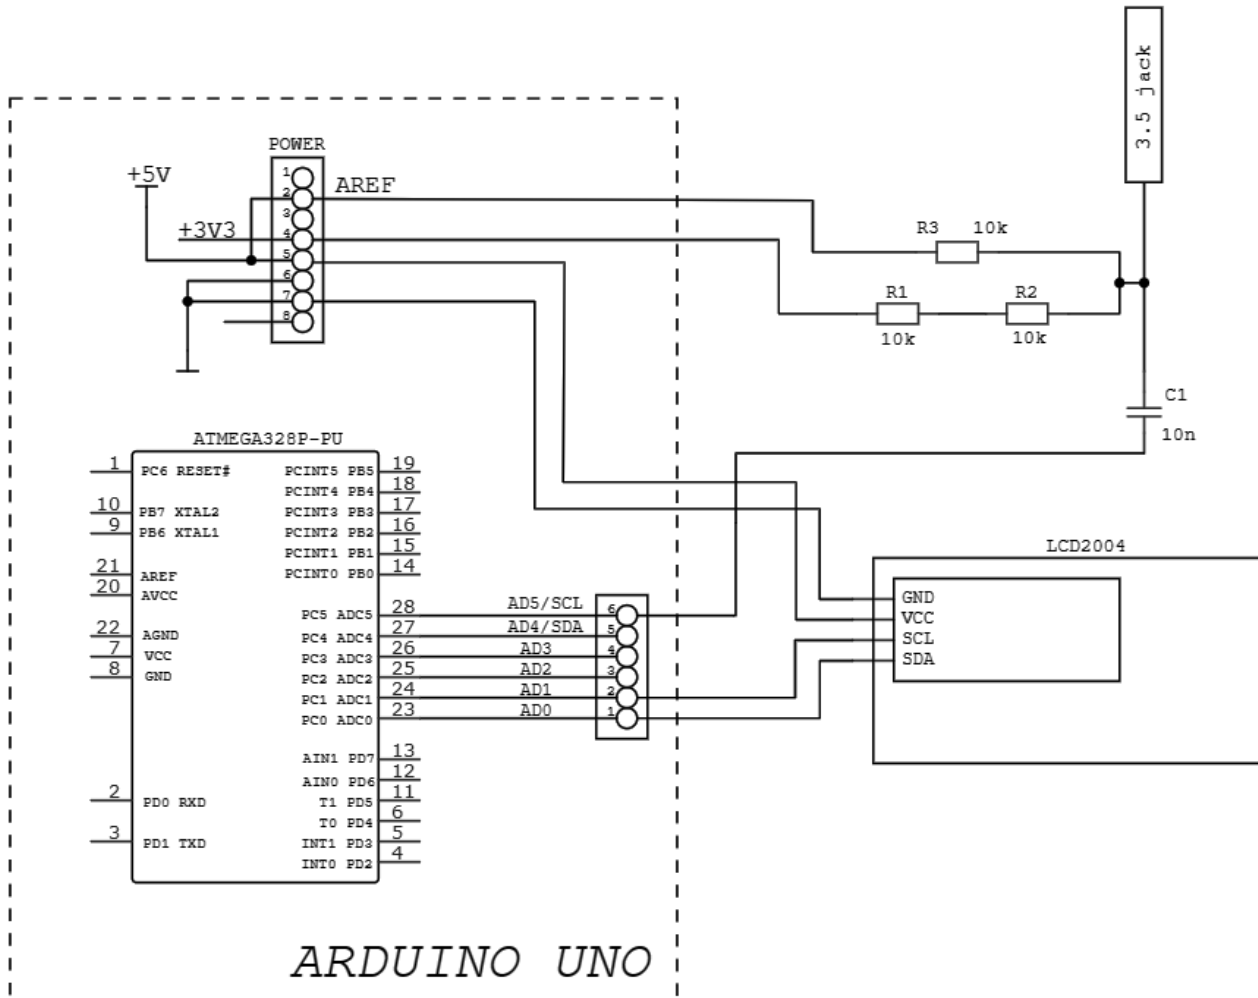 3.5 jack
POWER
+5V
1
2
3
4
5
6
7
8
AREF
+3V3
R3 10k
R1
10k
R2
10k
C1
10n
ATMEGA328P-PU
1 PC6 RESET#
10 PB7 XTAL2
9 PB6 XTAL1
21 AREF
20 AVCC
22 AGND
7 VCC
8 GND
2 PD0 RXD
3 PD1 TXD
PCINT5 PB5 19
PCINT4 PB4 18
PCINT3 PB3 17
PCINT2 PB2 16
PCINT1 PB1 15
PCINT0 PB0 14
PC5 ADC5 28 AD5/SCL 6
PC4 ADC4 27 AD4/SDA 5
PC3 ADC3 26 AD3 4
PC2 ADC2 25 AD2 3
PC1 ADC1 24 AD1 2
PC0 ADC0 23 AD0 1
AIN1 PD7 13
AIN0 PD6 12
T1 PD5 11
T0 PD4 6
INT1 PD3 5
INT0 PD2 4
LCD2004
GND
VCC
SCL
SDA
ARDUINO UNO